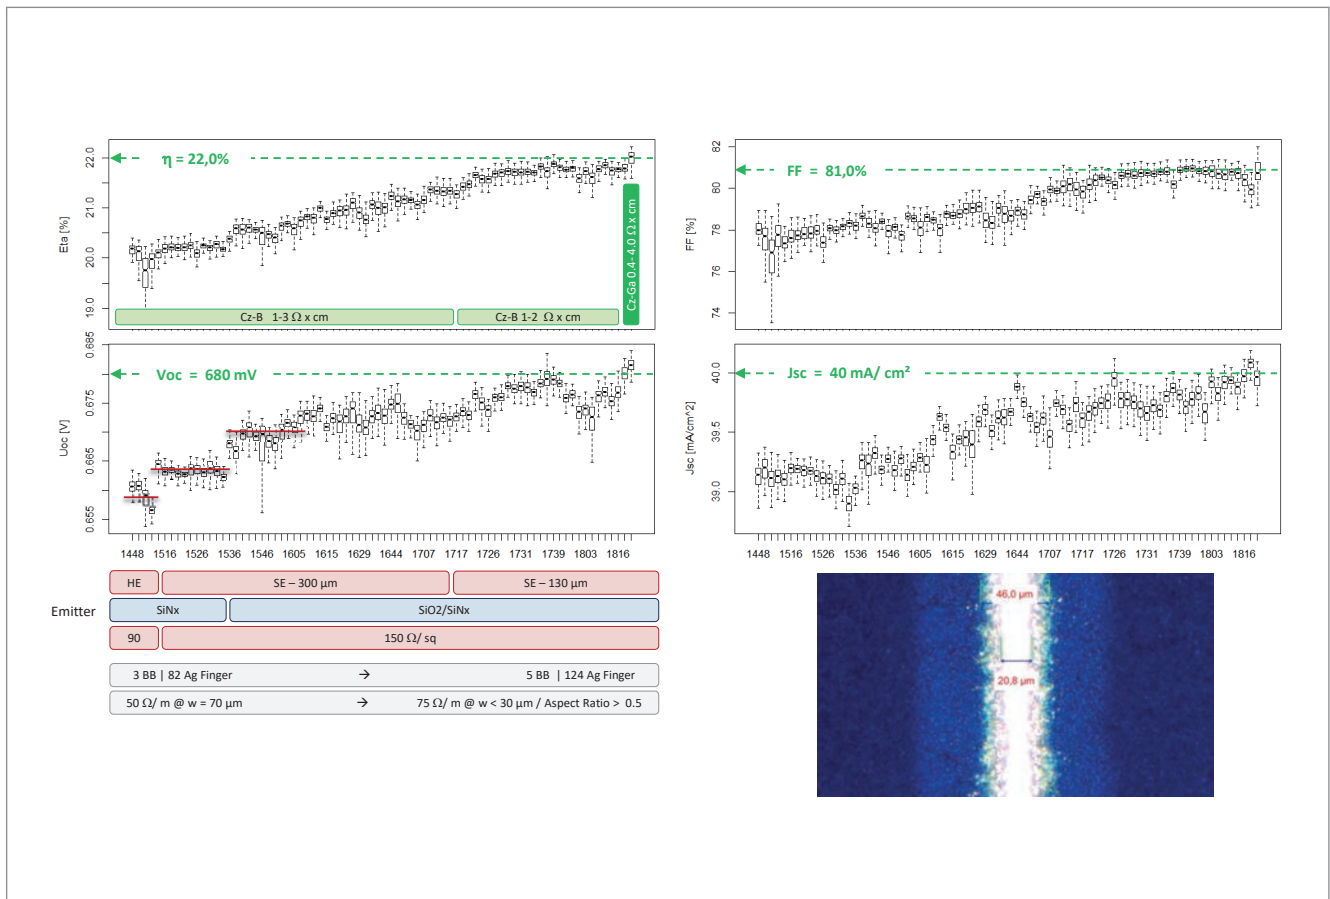 22.0
21.0
20.0
19.0
Eta [%]
η = 22,0%
Cz-B 1-3 Ω x cm
Cz-B 1-2 Ω x cm
Cz-Ga 0.4- 4.0 Ω x cm
82
80
78
76
74
FF [%]
FF = 81,0%
0.685
0.675
0.665
0.655
Uoc [V]
Voc = 680 mV
1448 1516 1526 1536 1546 1605 1615 1629 1644 1707 1717 1726 1731 1739 1803 1816
40.0
39.5
39.0
Jsc [mA/cm^2]
Jsc = 40 mA/ cm²
1448 1516 1526 1536 1546 1605 1615 1629 1644 1707 1717 1726 1731 1739 1803 1816
HE SE – 300 µm SE – 130 µm
Emitter SiNx SiO2/SiNx
90 150 Ω/ sq
3 BB | 82 Ag Finger → 5 BB | 124 Ag Finger
50 Ω/ m @ w = 70 µm → 75 Ω/ m @ w < 30 µm / Aspect Ratio > 0.5
46,0 µm
20,8 µm